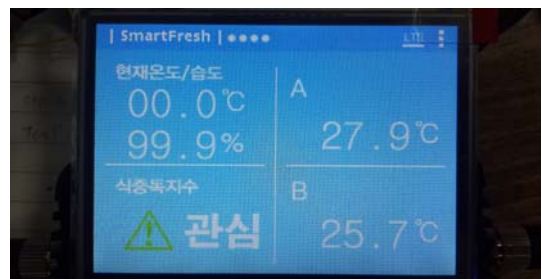 | SmartFresh |
LTE
현재온도/습도
00.0℃
99.9%
식중독지수
관심
A
27.9℃
B
25.7℃